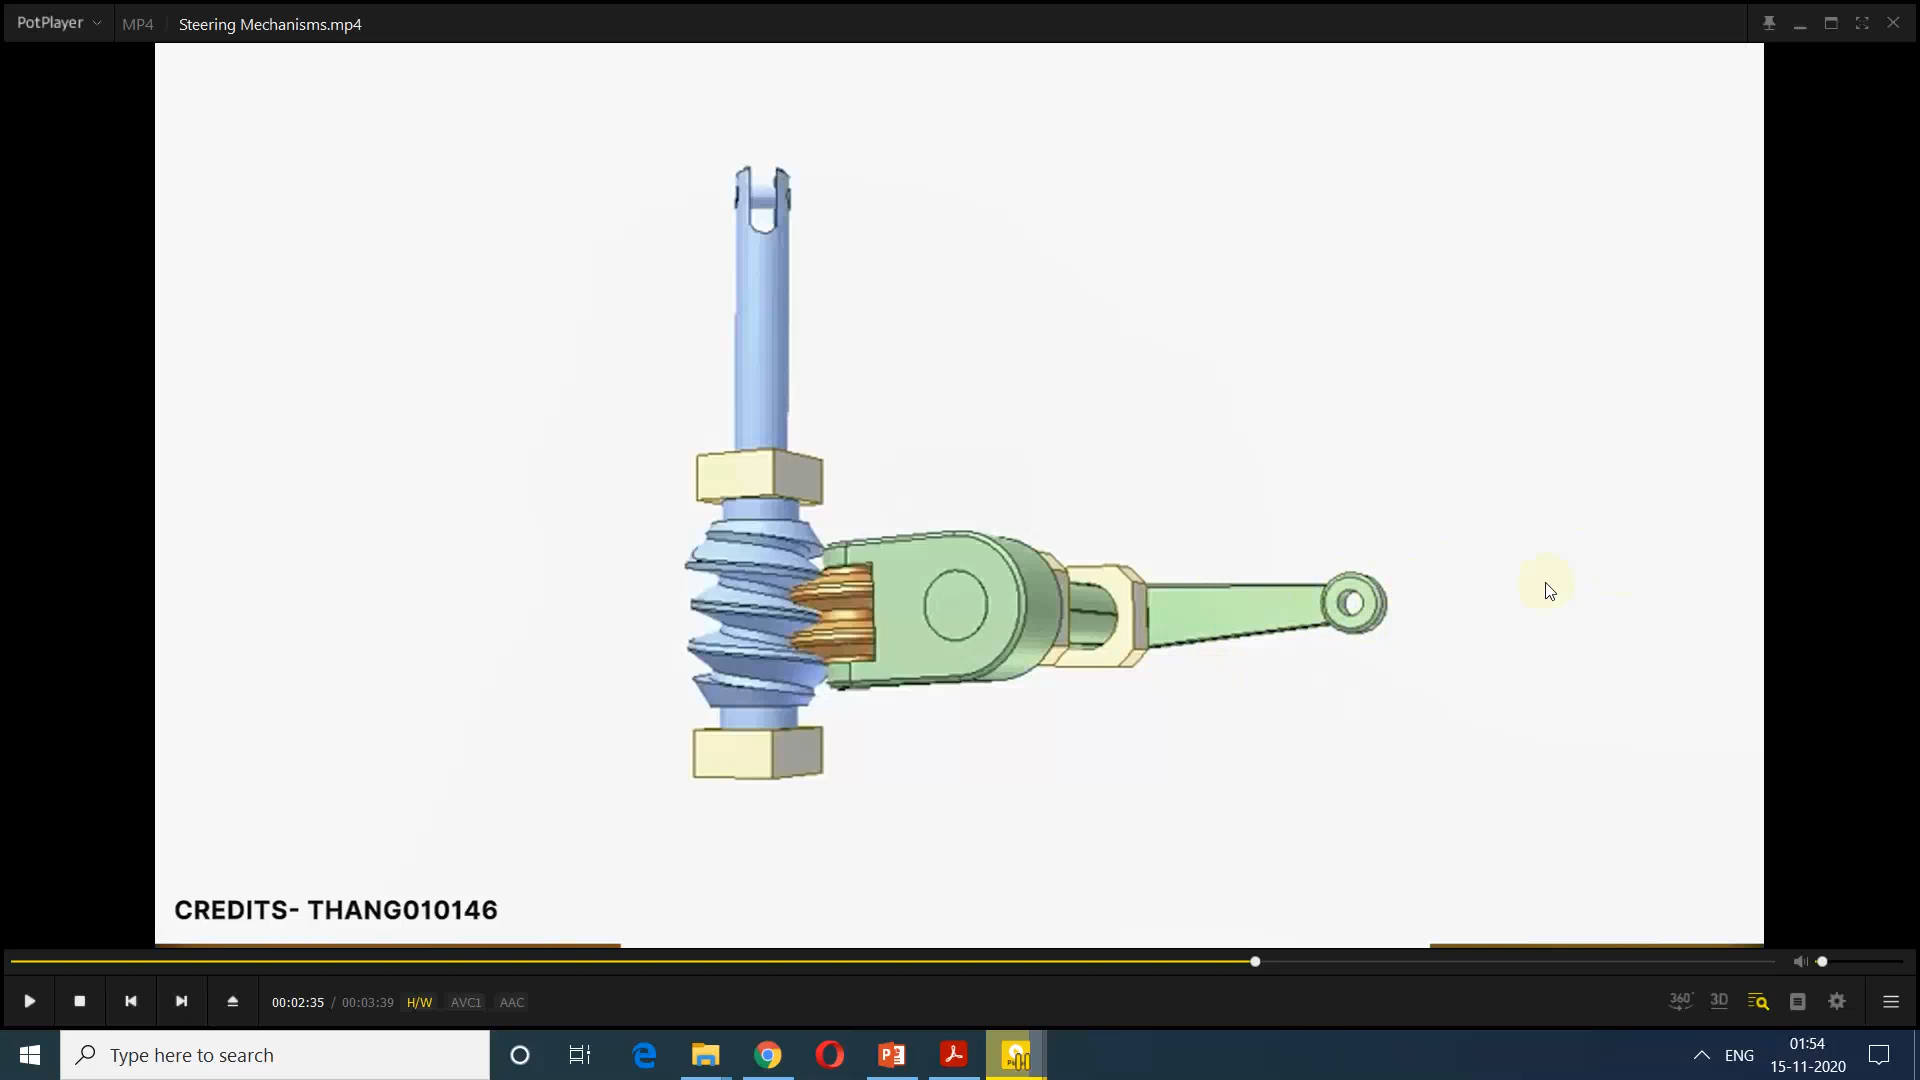 PotPlayer MP4 Steering Mechanisms.mp4
CREDITS- THANG010146
00:02:35 / 00:03:39 H/W AVC1 AAC 360° 3D
Type here to search
ENG
01:54
15-11-2020